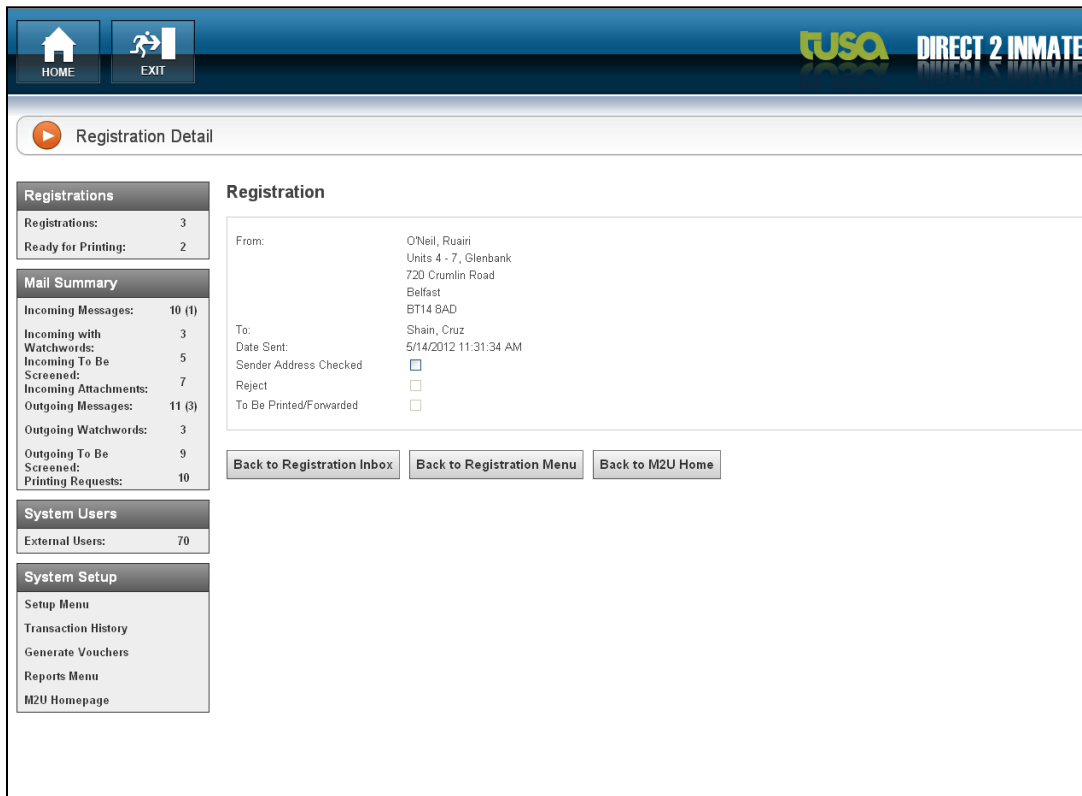 HOME
EXIT
tusa
DIRECT 2 INMATE
Registration Detail
Registrations
Registrations: 3
Ready for Printing: 2
Mail Summary
Incoming Messages: 10 (1)
Incoming with
Watchwords: 3
Incoming To Be
Screened: 5
Incoming Attachments: 7
Outgoing Messages: 11 (3)
Outgoing Watchwords: 3
Outgoing To Be
Screened: 9
Printing Requests: 10
System Users
External Users: 70
System Setup
Setup Menu
Transaction History
Generate Vouchers
Reports Menu
M2U Homepage
Registration
From: O'Neil, Ruairi
Units 4 - 7, Glenbank
720 Crumlin Road
Belfast
BT14 8AD
To: Shain, Cruz
Date Sent: 5/14/2012 11:31:34 AM
Sender Address Checked
Reject
To Be Printed/Forwarded
Back to Registration Inbox
Back to Registration Menu
Back to M2U Home